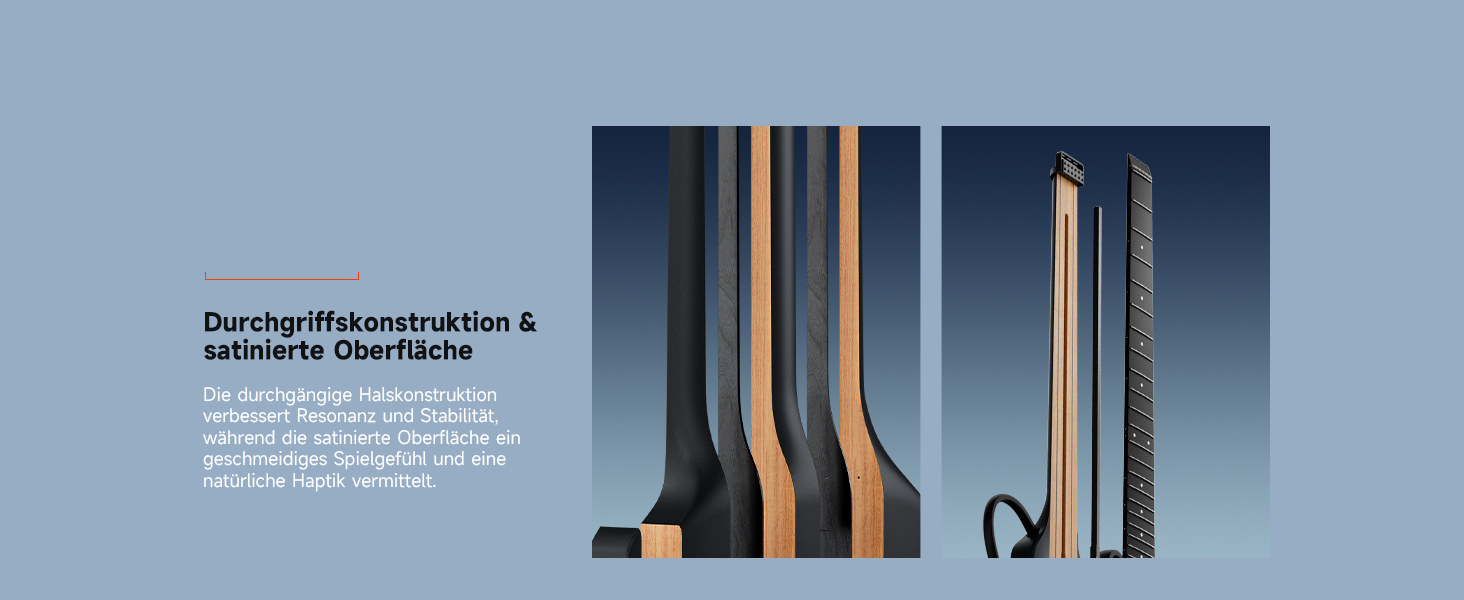 Durchgriffskonstruktion &
satinierte Oberfläche
Die durchgängige Halskonstruktion
verbessert Resonanz und Stabilität,
während die satinierte Oberfläche ein
geschmeidiges Spielgefühl und eine
natürliche Haptik vermittelt.